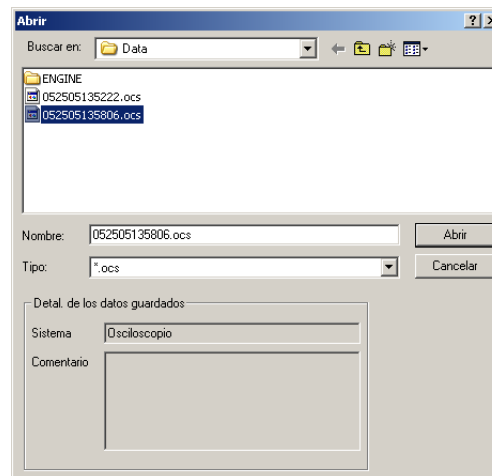 Abrir
Buscar en: Data
ENGINE
052505135222.ocs
052505135806.ocs
Nombre: 052505135806.ocs Abrir
Tipo: *.ocs Cancelar
Detal. de los datos guardados
Sistema Osciloscopio
Comentario